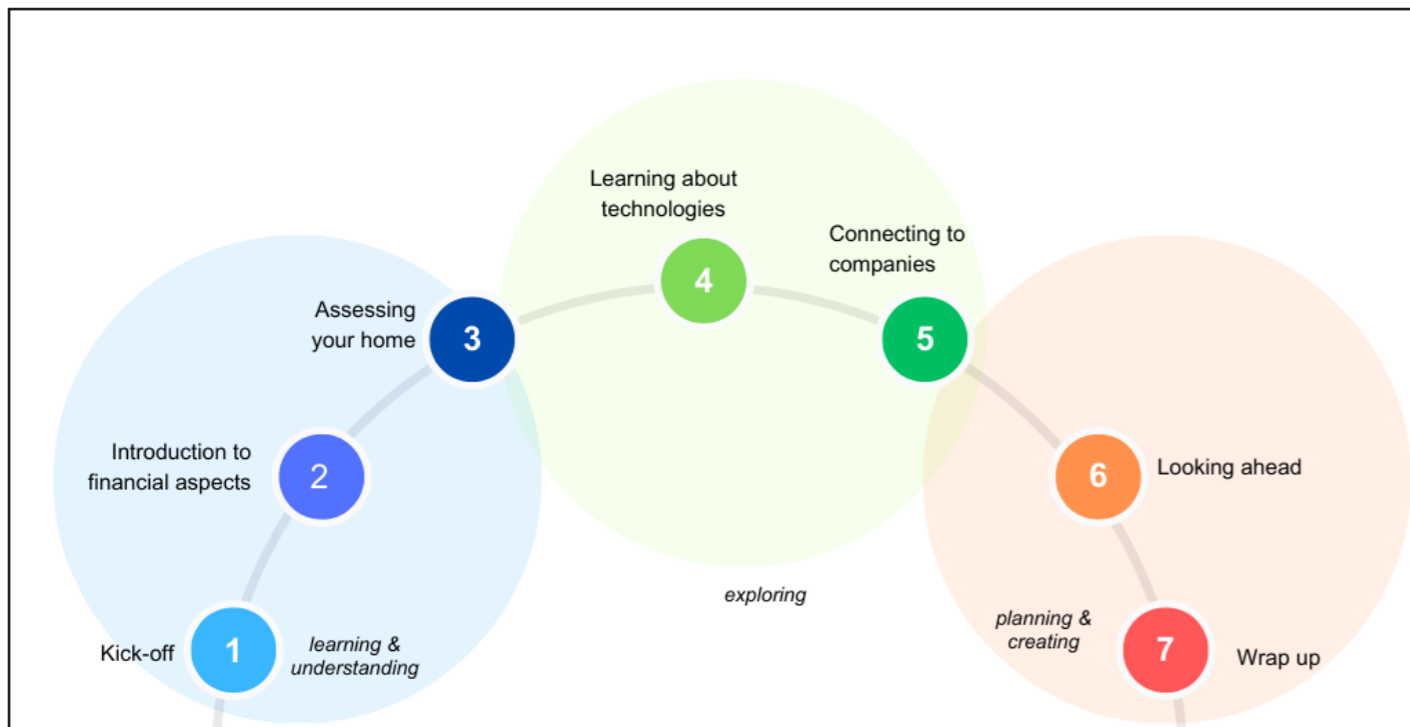 Learning about
technologies
4
Connecting to
companies
5
Assessing
your home
3
Introduction to
financial aspects
2
Looking ahead
6
exploring
Kick-off
1
learning &
understanding
planning &
creating
7
Wrap up